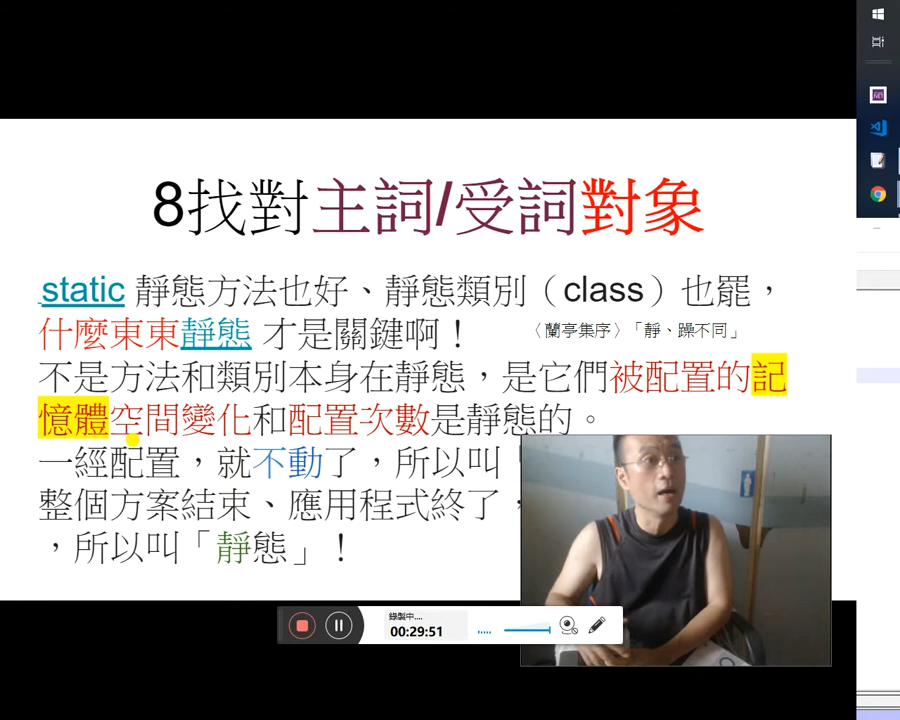 8找對主詞/受詞對象
static 靜態方法也好、靜態類別（class）也罷，
什麼東東靜態 才是關鍵啊！
〈蘭亭集序〉「靜、躁不同」
不是方法和類別本身在靜態，是它們被配置的記
憶體空間變化和配置次數是靜態的。
一經配置，就不動了，所以叫「
整個方案結束、應用程式終了，
，所以叫「靜態」！
錄製中....
00:29:51